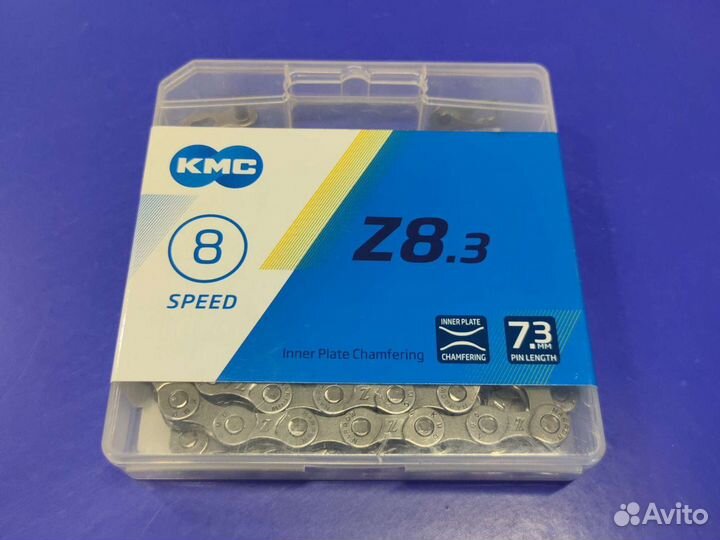 KMC
8
SPEED
Z8.3
Inner Plate Chamfering
INNER PLATE
CHAMFERING
7.3 MM
PIN LENGTH
Z
Z
Z
Z
Avito